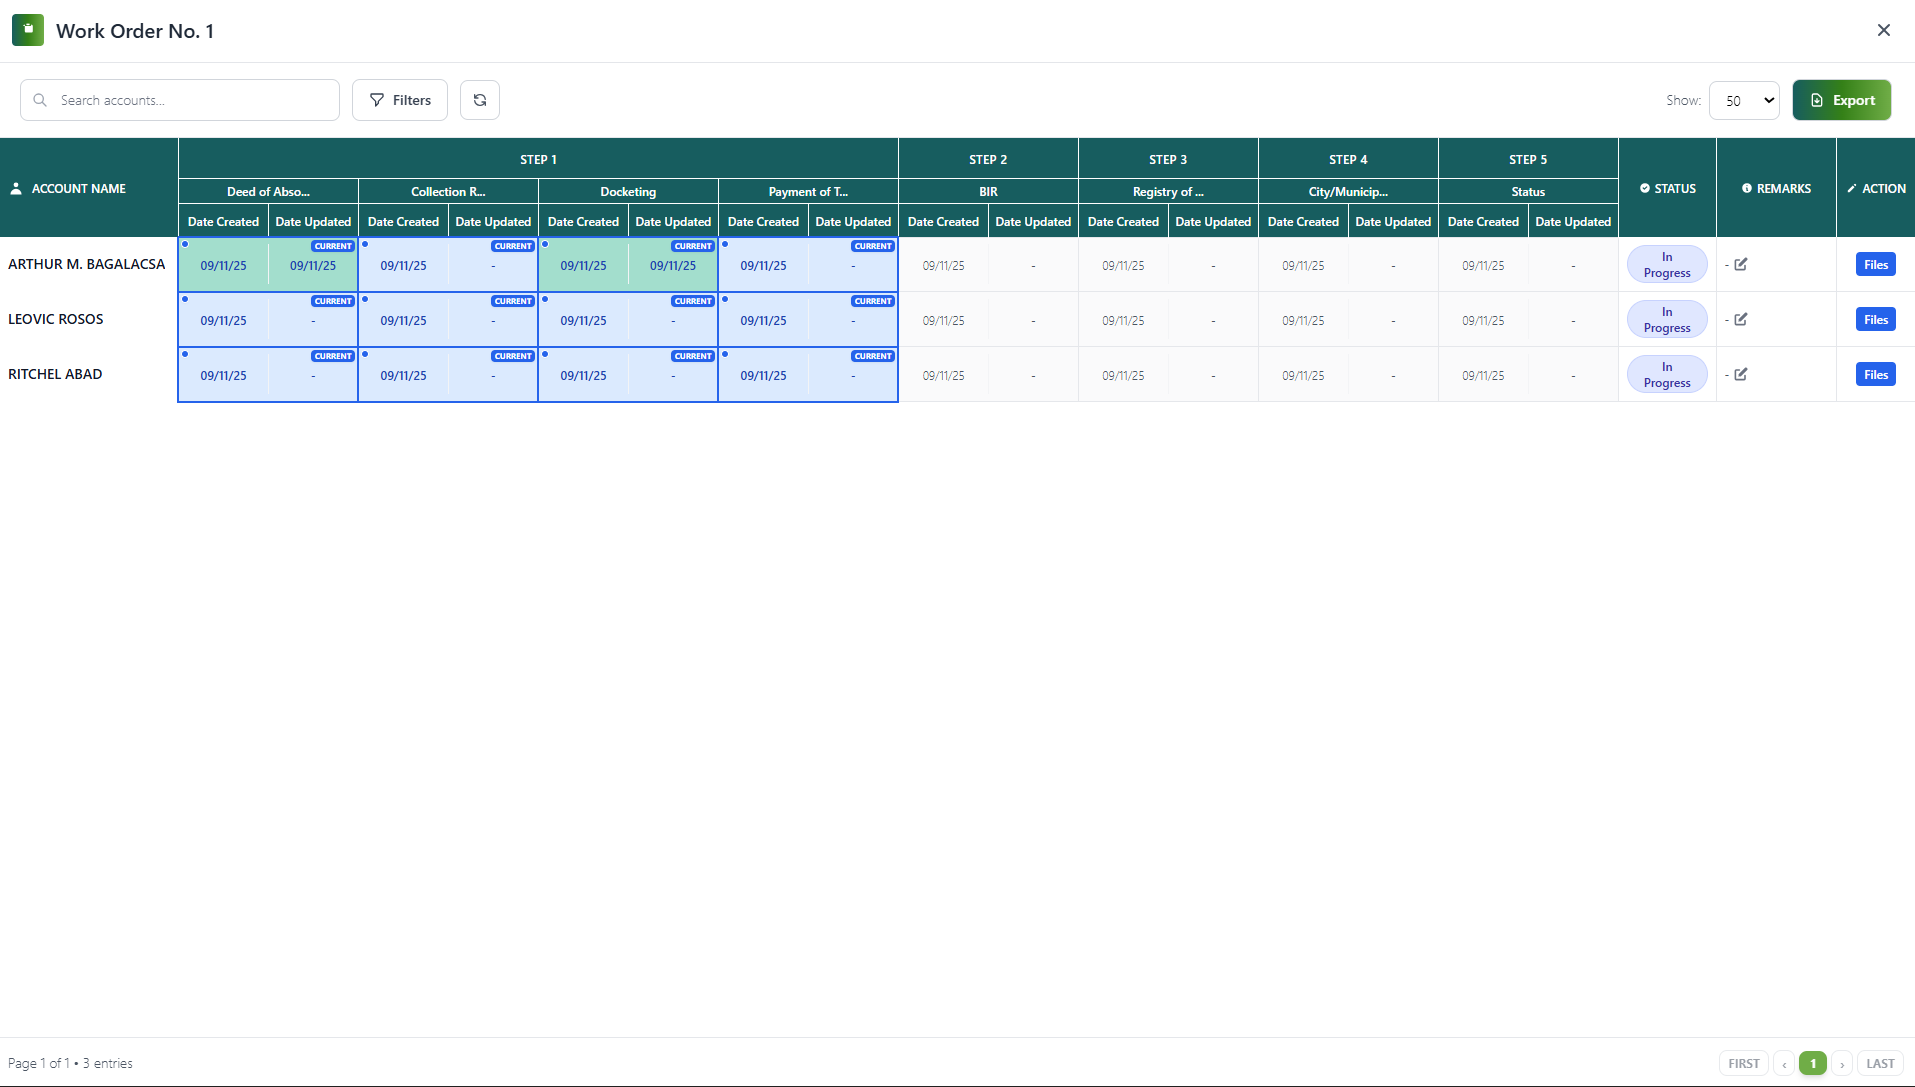 Work Order No. 1
Search accounts...
Filters
Show: 50
Export
ACCOUNT NAME
STEP 1 STEP 2 STEP 3 STEP 4 STEP 5
STATUS REMARKS ACTION
Deed of Abso... Collection R... Docketing Payment of T... BIR Registry of ... City/Municip... Status
Date Created Date Updated Date Created Date Updated Date Created Date Updated Date Created Date Updated Date Created Date Updated Date Created Date Updated Date Created Date Updated Date Created Date Updated
CURRENT CURRENT CURRENT CURRENT
ARTHUR M. BAGALACSA 09/11/25 09/11/25 09/11/25 - 09/11/25 09/11/25 09/11/25 - 09/11/25 - 09/11/25 - 09/11/25 - 09/11/25 - In Progress - Files
CURRENT CURRENT CURRENT CURRENT
LEOVIC ROSOS 09/11/25 - 09/11/25 - 09/11/25 - 09/11/25 - 09/11/25 - 09/11/25 - 09/11/25 - 09/11/25 - In Progress - Files
CURRENT CURRENT CURRENT CURRENT
RITCHEL ABAD 09/11/25 - 09/11/25 - 09/11/25 - 09/11/25 - 09/11/25 - 09/11/25 - 09/11/25 - 09/11/25 - In Progress - Files
Page 1 of 1 • 3 entries
FIRST ‹ 1 › LAST